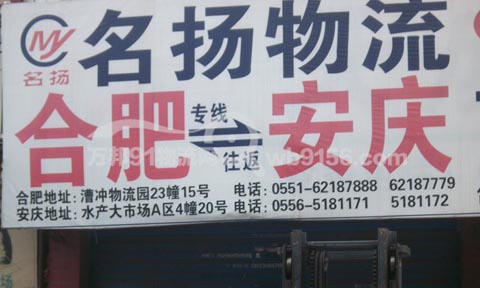 MY 名扬 名扬物流
合肥 专线 往返 安庆
合肥地址: 漕冲物流园23幢15号 电话: 0551-62187888 62187779
安庆地址: 水产大市场A区4幢20号 电话: 0556-5181171 5181172